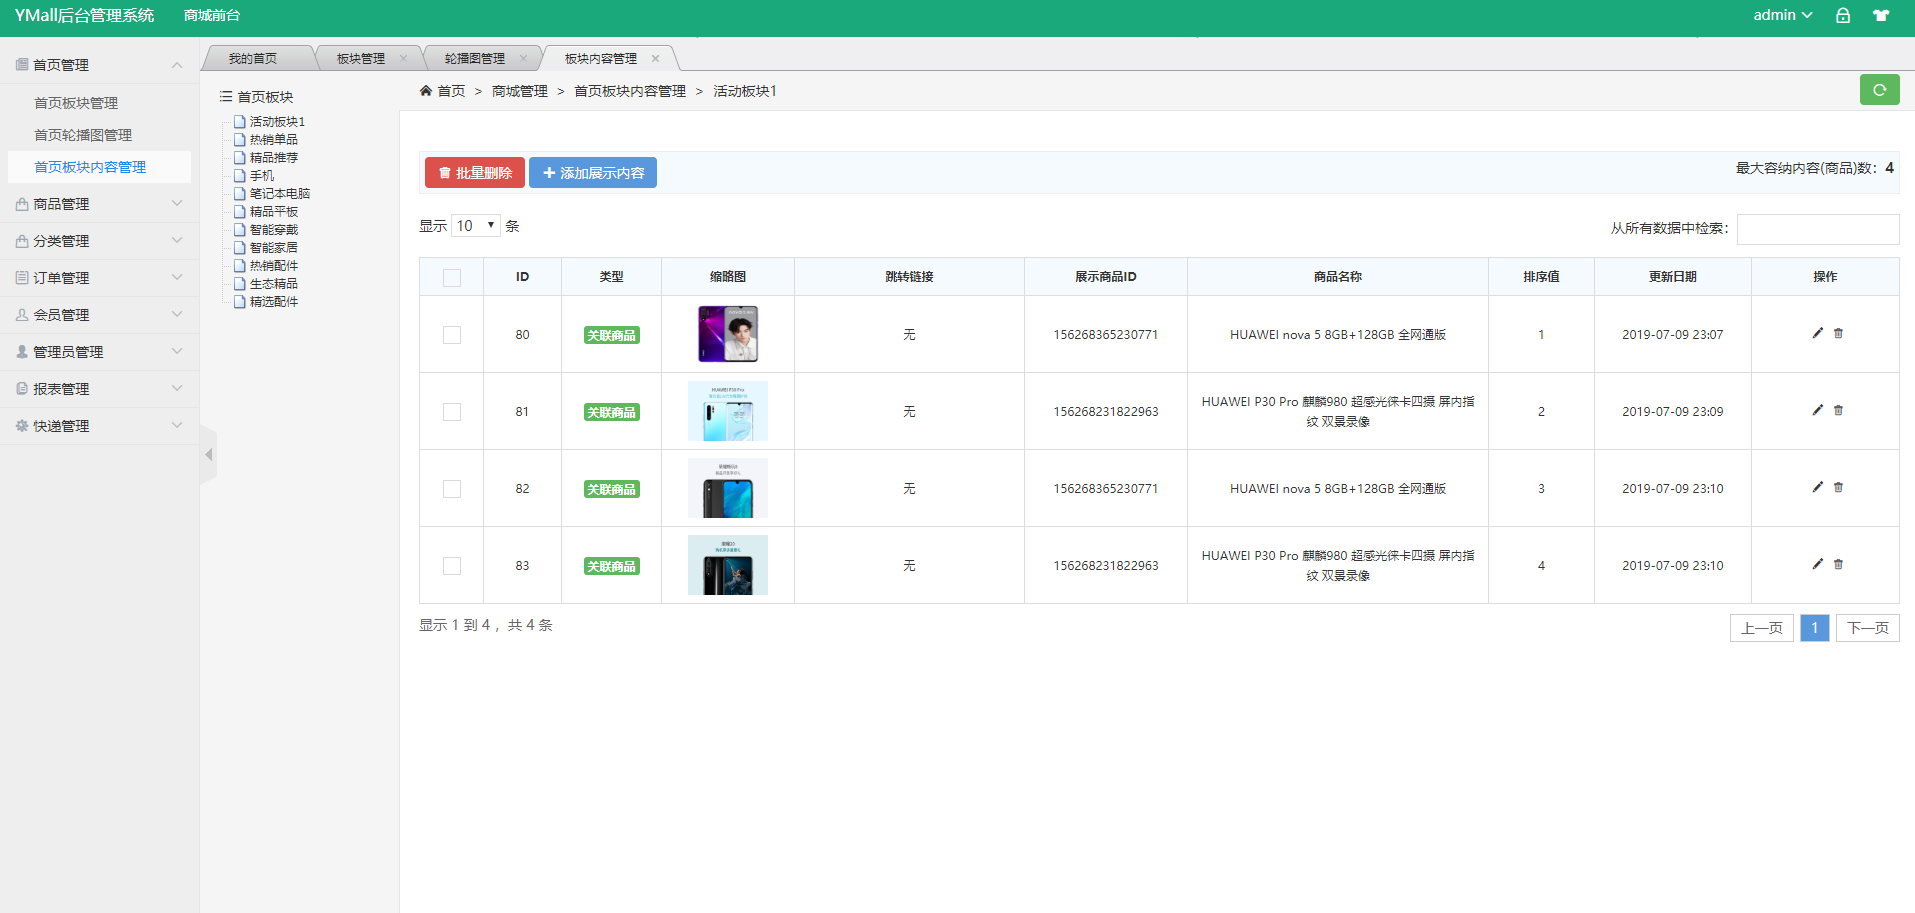 YMall后台管理系统 商城前台 admin
首页管理
首页板块管理
首页轮播图管理
首页板块内容管理
商品管理
分类管理
订单管理
会员管理
管理员管理
报表管理
快递管理
我的首页 板块管理 轮播图管理 板块内容管理
首页板块
活动板块1
热销单品
精品推荐
手机
笔记本电脑
精品平板
智能穿戴
智能家居
热销配件
生态精品
精选配件
首页 > 商城管理 > 首页板块内容管理 > 活动板块1
批量删除 添加展示内容 最大容纳内容(商品)数：4
显示 10 条 从所有数据中检索：
ID 类型 缩略图 跳转链接 展示商品ID 商品名称 排序值 更新日期 操作
80 关联商品 无 156268365230771 HUAWEI nova 5 8GB+128GB 全网通版 1 2019-07-09 23:07
HUAWEI P30 Pro
81 关联商品 无 156268231822963 HUAWEI P30 Pro 麒麟980 超感光徕卡四摄 屏内指
纹 双景录像 2 2019-07-09 23:09
82 关联商品 无 156268365230771 HUAWEI nova 5 8GB+128GB 全网通版 3 2019-07-09 23:10
83 关联商品 无 156268231822963 HUAWEI P30 Pro 麒麟980 超感光徕卡四摄 屏内指
纹 双景录像 4 2019-07-09 23:10
显示 1 到 4 ，共 4 条
上一页 1 下一页